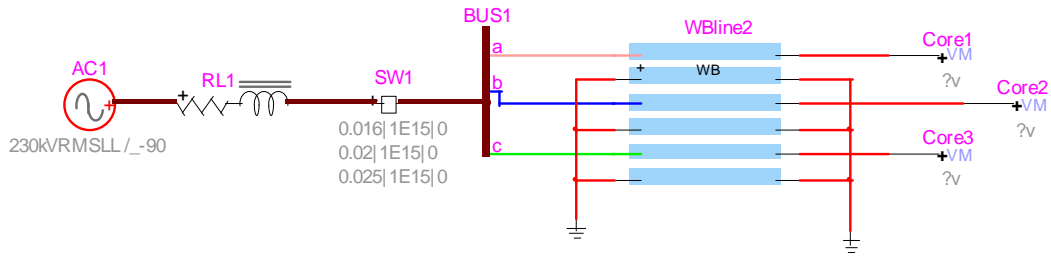 BUS1
WBline2
AC1
RL1
SW1
a
b
c
+
WB
Core1
VM
?v
Core2
VM
?v
Core3
VM
?v
230kVRMSLL /_-90
0.016|1E15|0
0.02|1E15|0
0.025|1E15|0